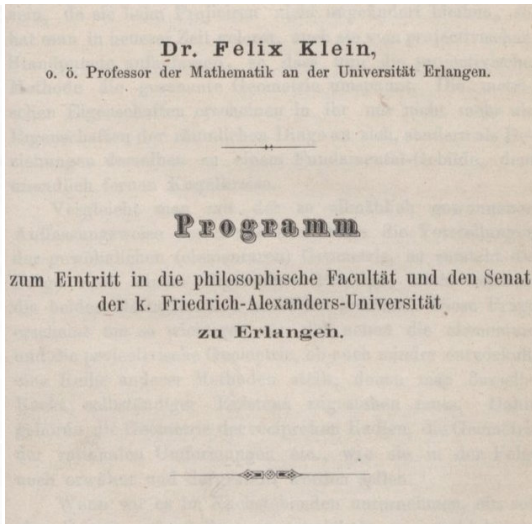 Dr. Felix Klein,
o. ö. Professor der Mathematik an der Universität Erlangen.
Programm
zum Eintritt in die philosophische Facultät und den Senat
der k. Friedrich-Alexanders-Universität
zu Erlangen.